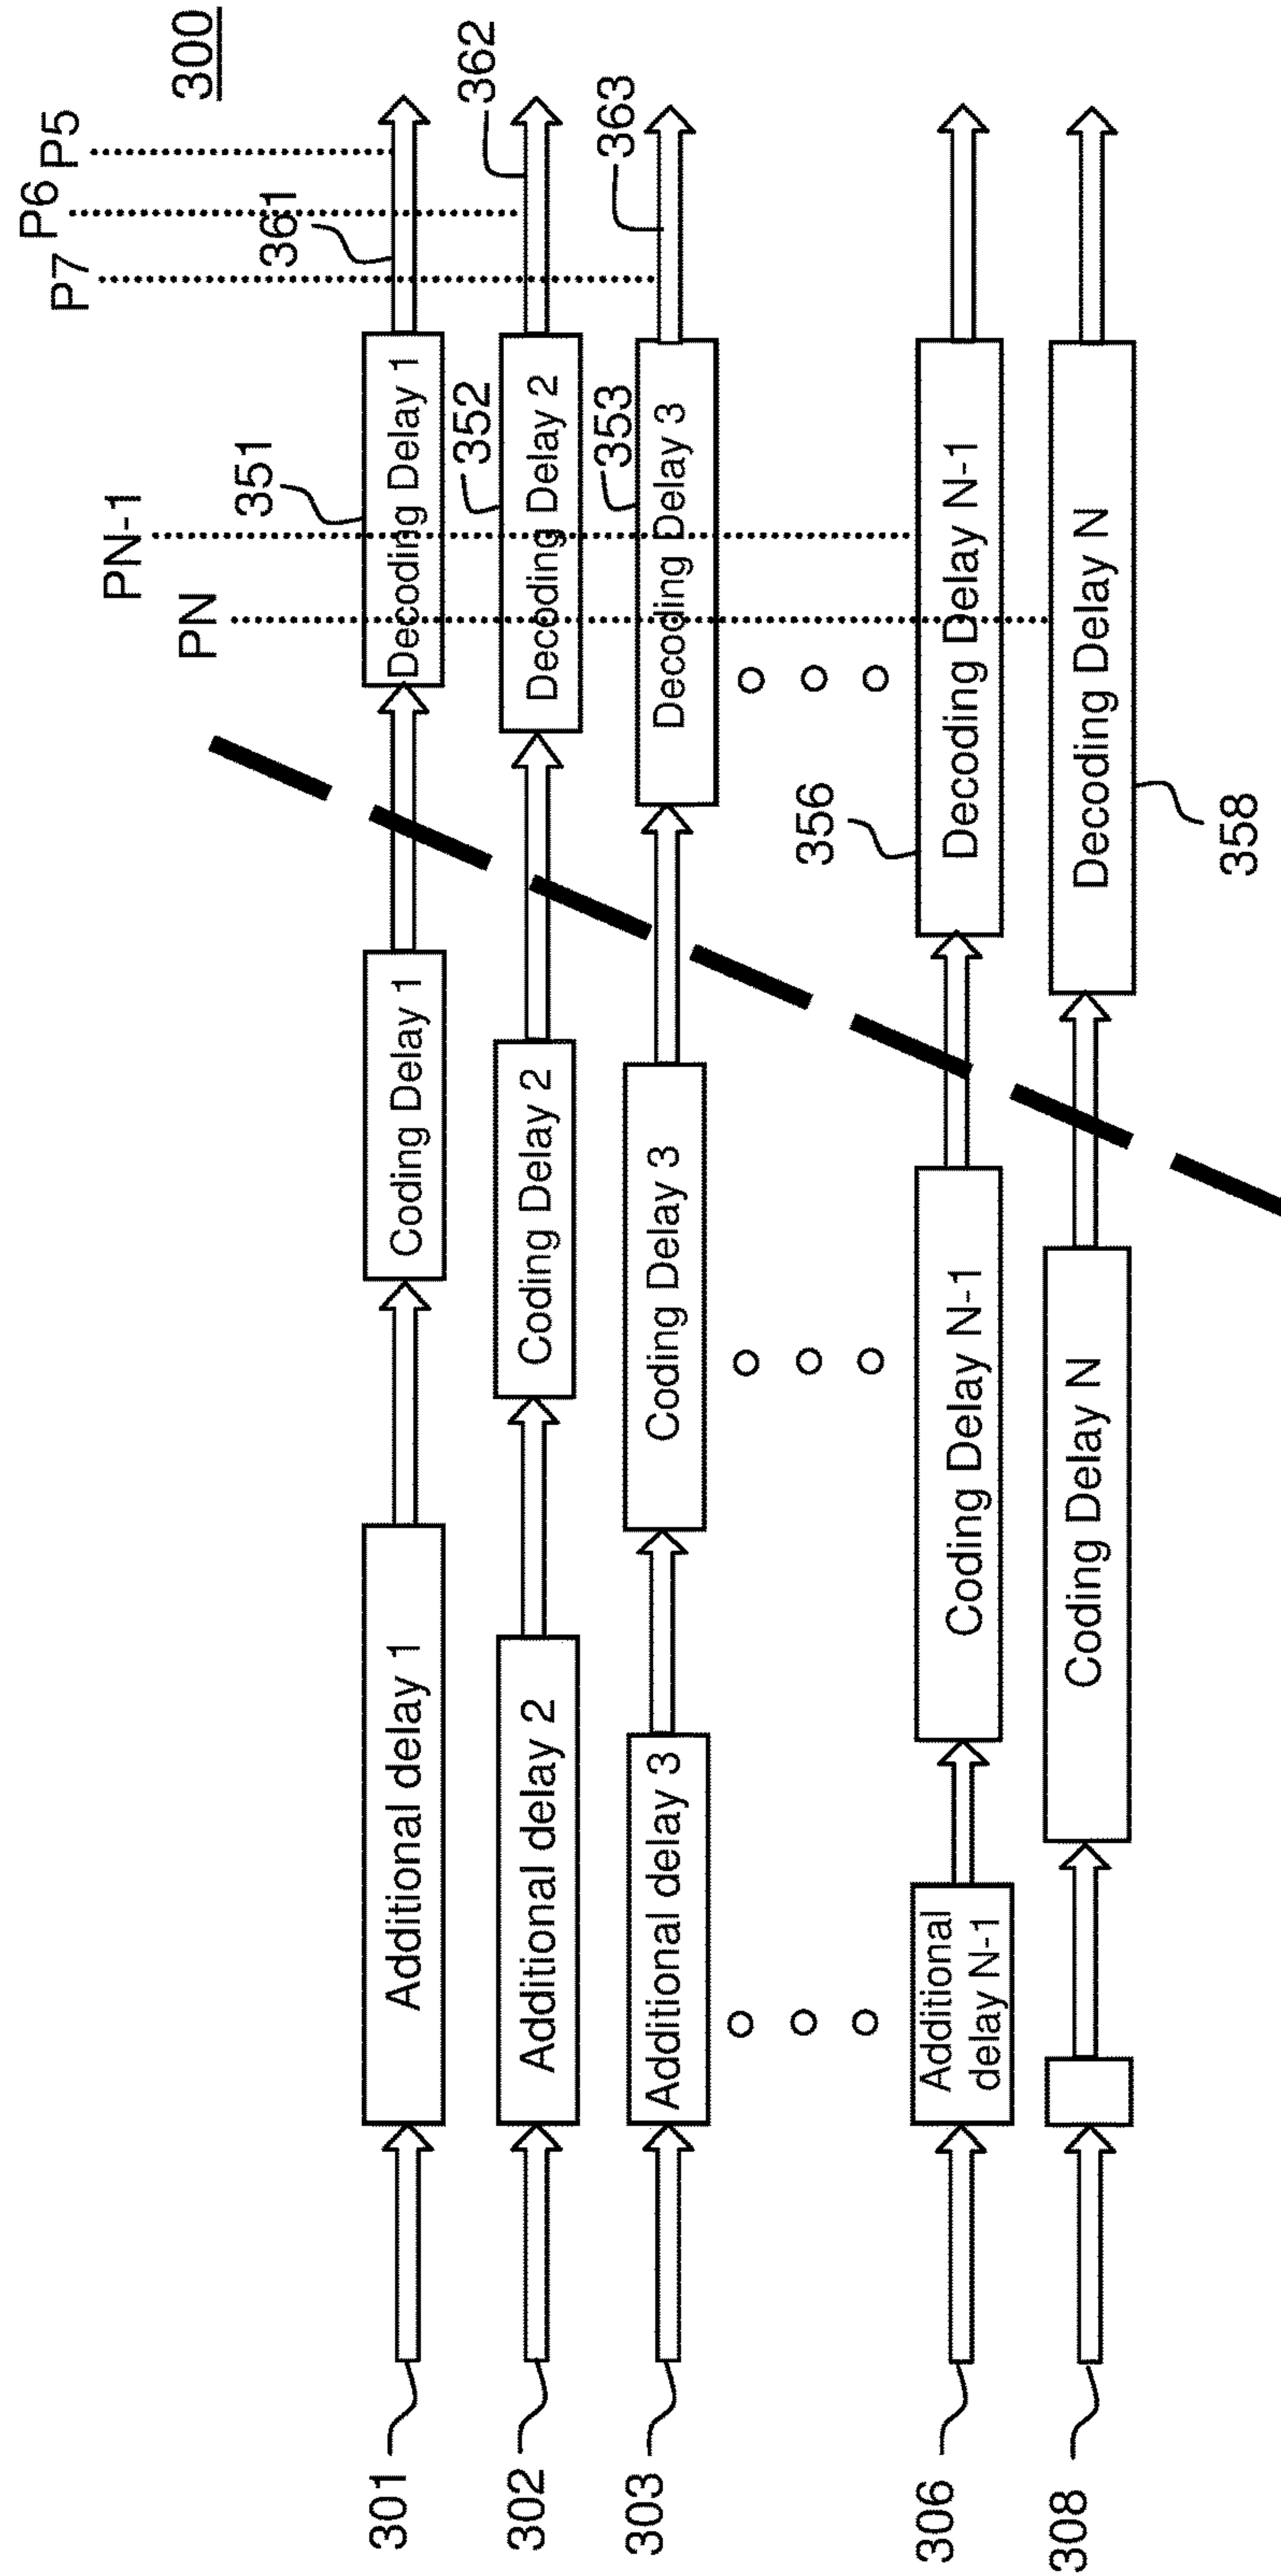 300
P5
P6
P7
PN-1
PN
301
Additional delay 1
Coding Delay 1
351
Decoding Delay 1
361
302
Additional delay 2
Coding Delay 2
352
Decoding Delay 2
362
303
Additional delay 3
Coding Delay 3
353
Decoding Delay 3
363
306
Additional
delay N-1
Coding Delay N-1
356
Decoding Delay N-1
308
Coding Delay N
Decoding Delay N
358